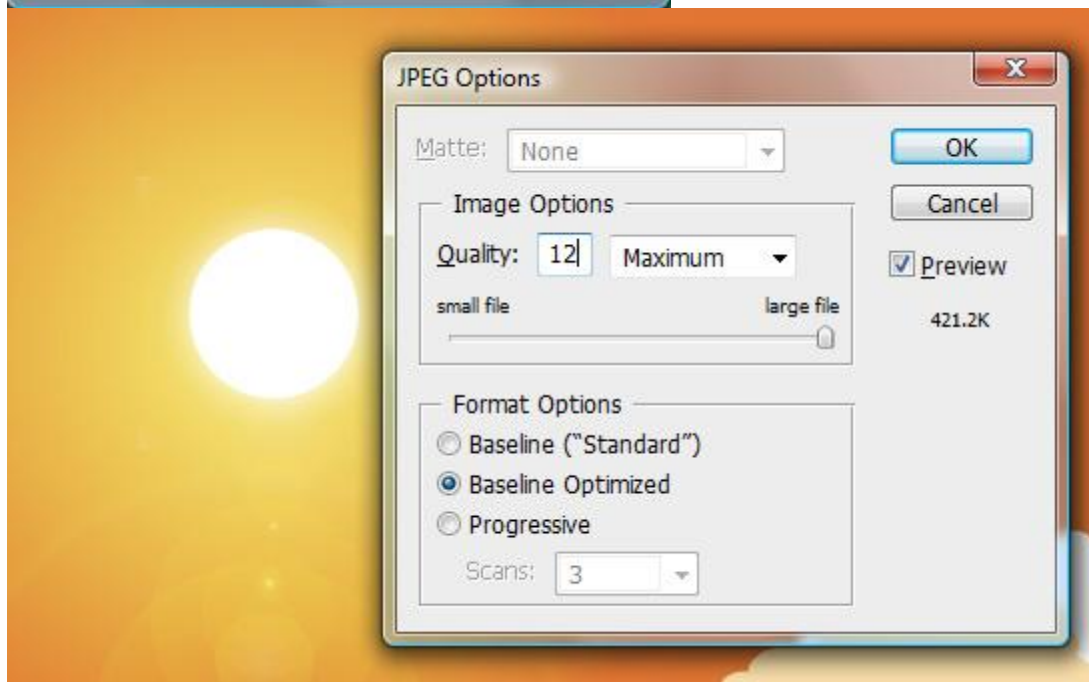 JPEG Options
X
Matte: None
OK
Image Options
Cancel
Quality: 12 Maximum
Preview
small file large file
421.2K
Format Options
Baseline (“Standard”)
Baseline Optimized
Progressive
Scans: 3